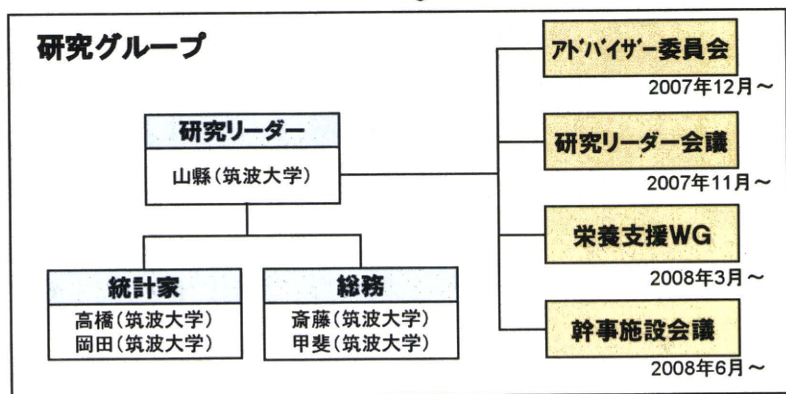 研究グループ
アドバイザー委員会
2007年12月～
研究リーダー
山縣(筑波大学)
研究リーダー会議
2007年11月～
栄養支援WG
2008年3月～
統計家
高橋(筑波大学)
岡田(筑波大学)
総務
斎藤(筑波大学)
甲斐(筑波大学)
幹事施設会議
2008年6月～